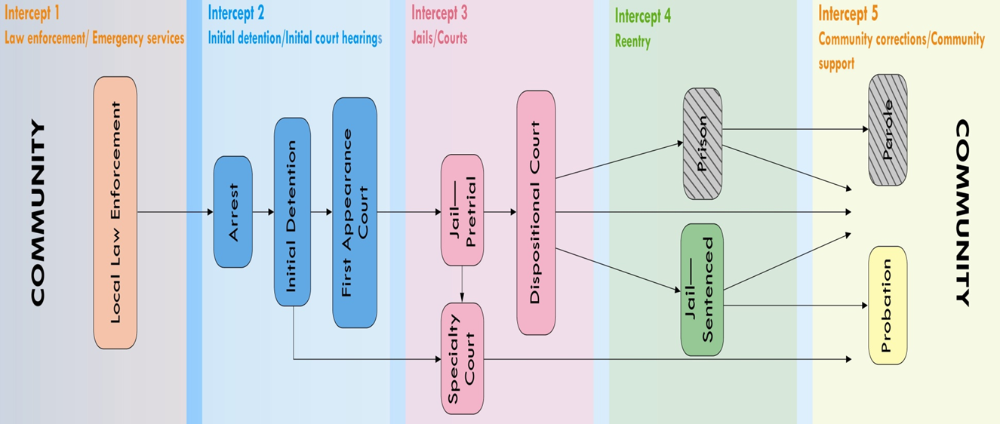 Intercept 1
Law enforcement/ Emergency services
Intercept 2
Initial detention/Initial court hearings
Intercept 3
Jails/Courts
Intercept 4
Reentry
Intercept 5
Community corrections/Community
support
COMMUNITY
Local Law Enforcement
Arrest
Initial Detention
First Appearance
Court
Jail—
Pretrial
Specialty
Court
Dispositional Court
Prison
Jail—
Sentenced
Parole
Probation
COMMUNITY